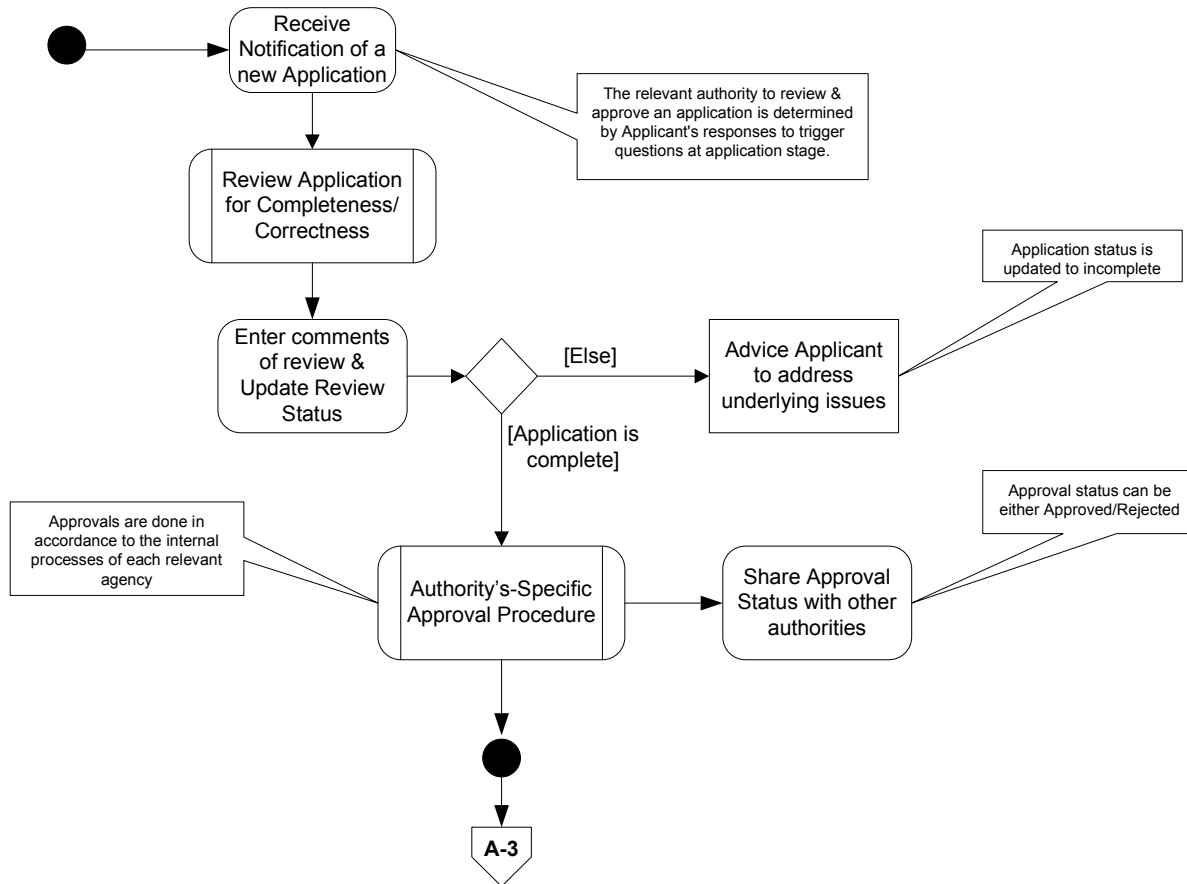 Receive
Notification of a
new Application
The relevant authority to review &
approve an application is determined
by Applicant's responses to trigger
questions at application stage.
Review Application
for Completeness/
Correctness
Application status is
updated to incomplete
Enter comments
of review &
Update Review
Status
[Else]
Advice Applicant
to address
underlying issues
[Application is
complete]
Approvals are done in
accordance to the internal
processes of each relevant
agency
Approval status can be
either Approved/Rejected
Authority’s-Specific
Approval Procedure
Share Approval
Status with other
authorities
A-3